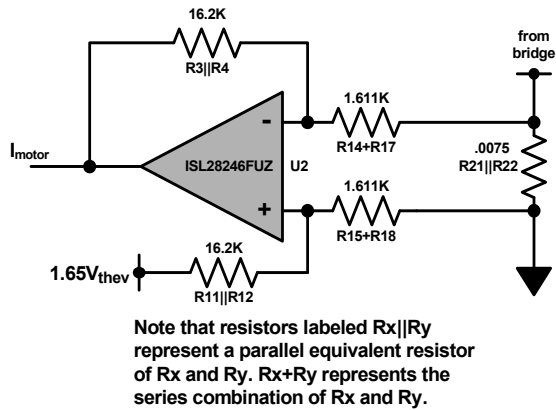 16.2K
R3||R4
from
bridge
1.611K
R14+R17
-
ISL28246FUZ
U2
.0075
R21||R22
I motor
1.611K
+
R15+R18
16.2K
1.65Vthev
R11||R12
Note that resistors labeled Rx||Ry
represent a parallel equivalent resistor
of Rx and Ry. Rx+Ry represents the
series combination of Rx and Ry.